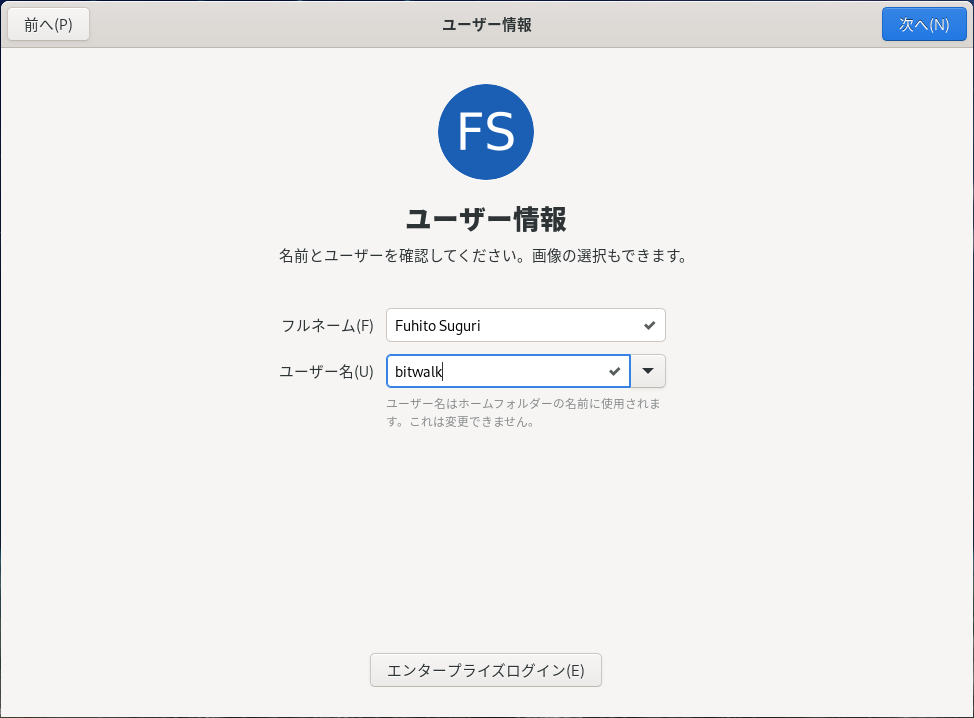 前へ(P)
ユーザー情報
次へ(N)
FS
ユーザー情報
名前とユーザーを確認してください。画像の選択もできます。
フルネーム(F)
Fuhito Suguri
ユーザー名(U)
bitwalk
ユーザー名はホームフォルダーの名前に使用されま
す。これは変更できません。
エンタープライズログイン(E)